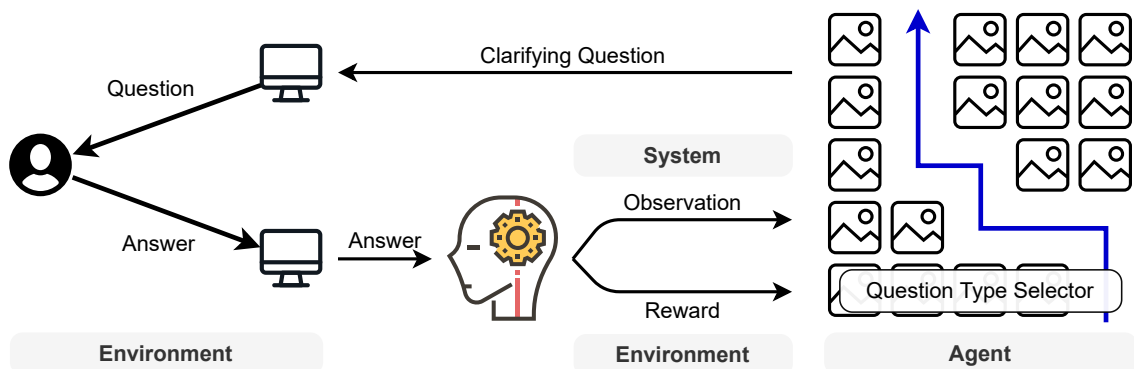 Clarifying Question
Question
System
Observation
Answer
Answer
Question Type Selector
Reward
Environment
Environment
Agent